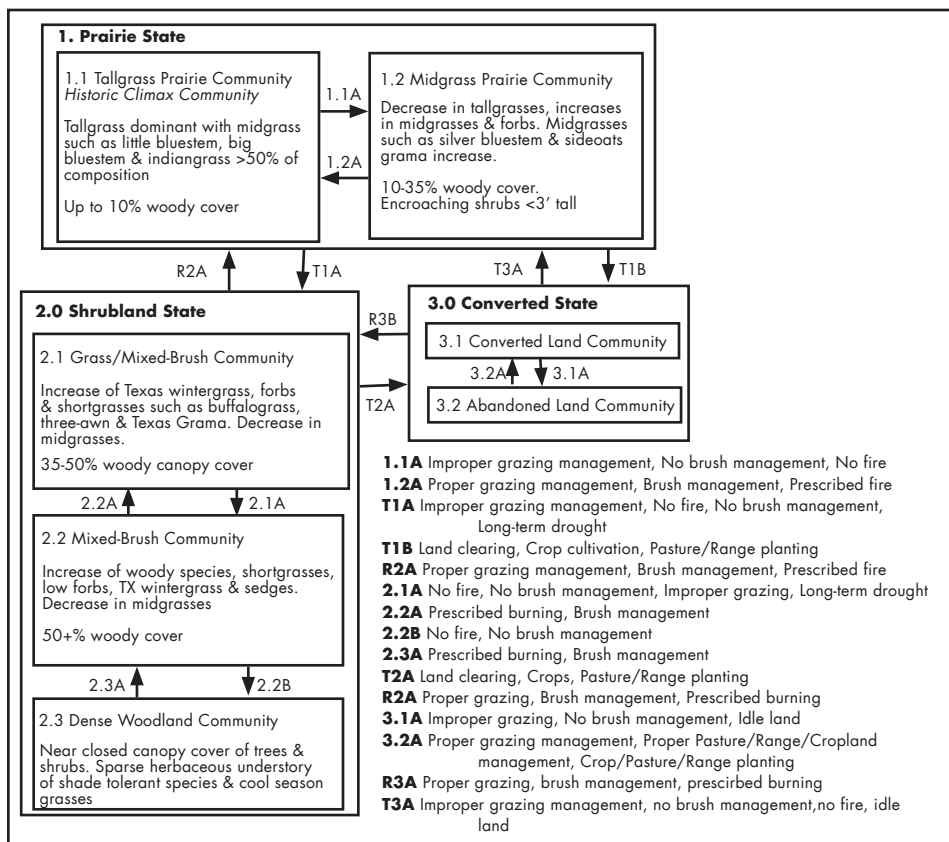 1. Prairie State
1.1 Tallgrass Prairie Community
Historic Climax Community
Tallgrass dominant with midgrass
such as little bluestem, big
bluestem & indiangrass >50% of
composition
Up to 10% woody cover
1.1A
1.2A
1.2 Midgrass Prairie Community
Decrease in tallgrasses, increases
in midgrasses & forbs. Midgrasses
such as silver bluestem & sideoats
grama increase.
10-35% woody cover.
Encroaching shrubs <3' tall
R2A
T1A
T3A
T1B
2.0 Shrubland State
2.1 Grass/Mixed-Brush Community
Increase of Texas wintergrass, forbs
& shortgrasses such as buffalograss,
three-awn & Texas Grama. Decrease in
midgrasses.
35-50% woody canopy cover
2.2A
2.1A
2.2 Mixed-Brush Community
Increase of woody species, shortgrasses,
low forbs, TX wintergrass & sedges.
Decrease in midgrasses
50+% woody cover
2.3A
2.2B
2.3 Dense Woodland Community
Near closed canopy cover of trees &
shrubs. Sparse herbaceous understory
of shade tolerant species & cool season
grasses
R3B
T2A
3.0 Converted State
3.1 Converted Land Community
3.2A
3.1A
3.2 Abandoned Land Community
1.1A Improper grazing management, No brush management, No fire
1.2A Proper grazing management, Brush management, Prescribed fire
T1A Improper grazing management, No fire, No brush management,
Long-term drought
T1B Land clearing, Crop cultivation, Pasture/Range planting
R2A Proper grazing management, Brush management, Prescribed fire
2.1A No fire, No brush management, Improper grazing, Long-term drought
2.2A Prescribed burning, Brush management
2.2B No fire, No brush management
2.3A Prescribed burning, Brush management
T2A Land clearing, Crops, Pasture/Range planting
R2A Proper grazing, Brush management, Prescribed burning
3.1A Improper grazing, No brush management, Idle land
3.2A Proper grazing management, Proper Pasture/Range/Cropland
management, Crop/Pasture/Range planting
R3A Proper grazing, brush management, prescirbed burning
T3A Improper grazing management, no brush management,no fire, idle
land